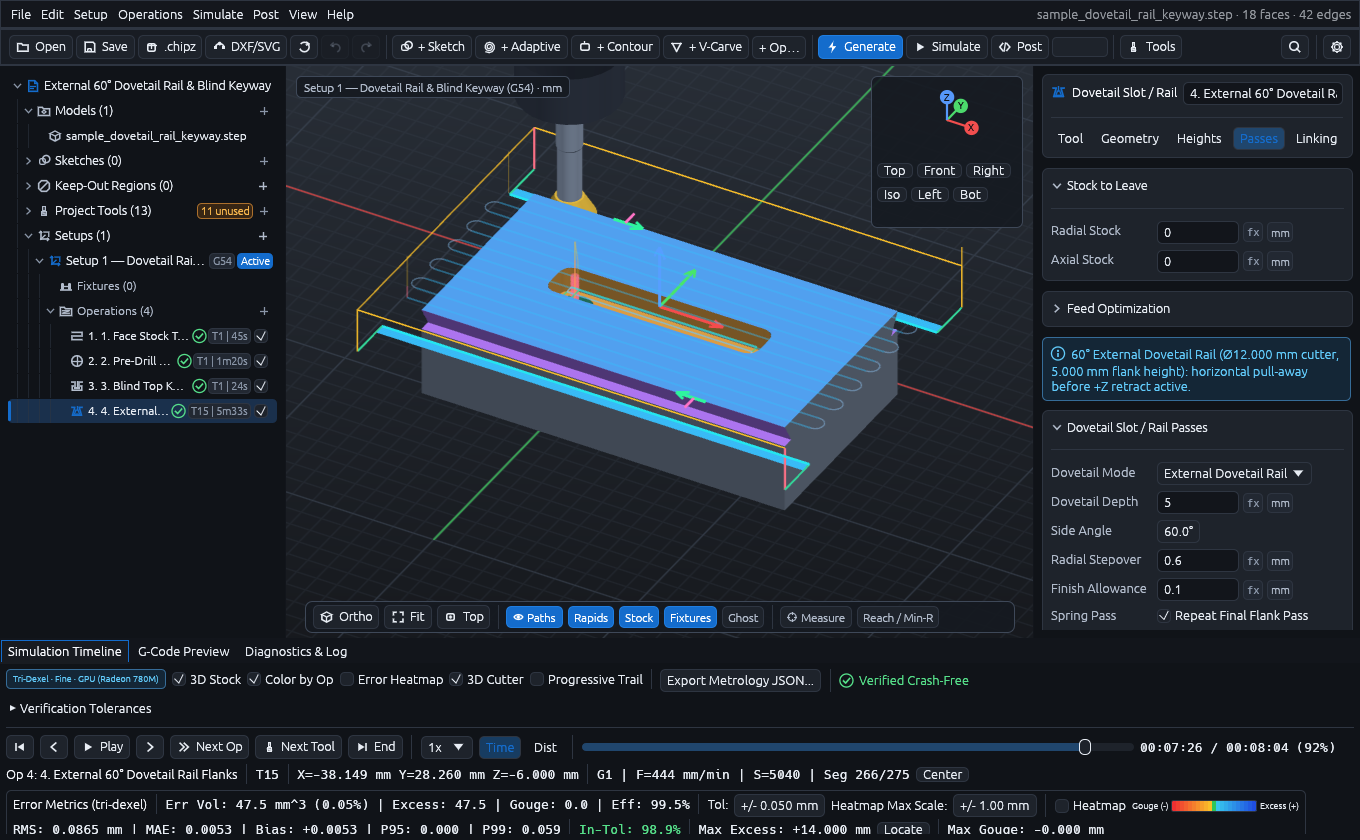 File Edit Setup Operations Simulate Post View Help
sample_dovetail_rail_keyway.step · 18 faces · 42 edges
Open Save .chipz DXF/SVG + Sketch + Adaptive + Contour + V-Carve + Op... Generate Simulate Post Tools
External 60° Dovetail Rail & Blind Keyway
Models (1) +
sample_dovetail_rail_keyway.step
Sketches (0) +
Keep-Out Regions (0) +
Project Tools (13) 11 unused +
Setups (1) +
Setup 1 — Dovetail Rai... G54 Active
Fixtures (0)
Operations (4) +
1. 1. Face Stock T... T1 | 45s
2. 2. Pre-Drill ... T1 | 1m20s
3. 3. Blind Top K... T1 | 24s
4. 4. External... T15 | 5m33s
Setup 1 — Dovetail Rail & Blind Keyway (G54) · mm
Z
Y
X
Top Front Right
Iso Left Bot
Ortho Fit Top Paths Rapids Stock Fixtures Ghost Measure Reach / Min-R
Dovetail Slot / Rail 4. External 60° Dovetail R
Tool Geometry Heights Passes Linking
Stock to Leave
Radial Stock 0 fx mm
Axial Stock 0 fx mm
Feed Optimization
60° External Dovetail Rail (Ø12.000 mm cutter,
5.000 mm flank height): horizontal pull-away
before +Z retract active.
Dovetail Slot / Rail Passes
Dovetail Mode External Dovetail Rail
Dovetail Depth 5 fx mm
Side Angle 60.0°
Radial Stepover 0.6 fx mm
Finish Allowance 0.1 fx mm
Spring Pass Repeat Final Flank Pass
Simulation Timeline G-Code Preview Diagnostics & Log
Tri-Dexel · Fine · GPU (Radeon 780M) 3D Stock Color by Op Error Heatmap 3D Cutter Progressive Trail Export Metrology JSON... Verified Crash-Free
Verification Tolerances
Play Next Op Next Tool End 1x Time Dist 00:07:26 / 00:08:04 (92%)
Op 4: 4. External 60° Dovetail Rail Flanks T15 X=-38.149 mm Y=28.260 mm Z=-6.000 mm G1 | F=444 mm/min | S=5040 | Seg 266/275 Center
Error Metrics (tri-dexel) Err Vol: 47.5 mm^3 (0.05%) | Excess: 47.5 | Gouge: 0.0 | Eff: 99.5% Tol: +/- 0.050 mm Heatmap Max Scale: +/- 1.00 mm Heatmap Gouge (-) Excess (+)
RMS: 0.0865 mm | MAE: 0.0053 | Bias: +0.0053 | P95: 0.000 | P99: 0.059 In-Tol: 98.9% Max Excess: +14.000 mm Locate Max Gouge: -0.000 mm